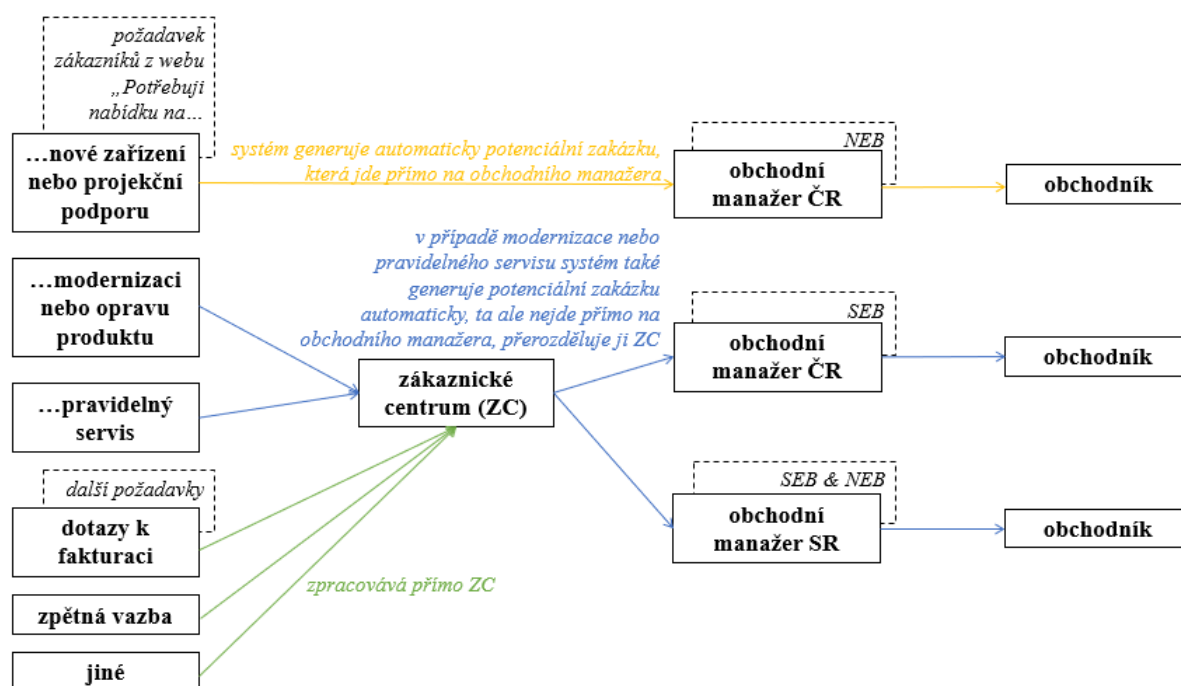 požadavek
zákazníků z webu
„Potřebuji
nabídku na…
…nové zařízení
nebo projekční
podporu
systém generuje automaticky potenciální zakázku,
která jde přímo na obchodního manažera
NEB
obchodní
manažer ČR
obchodník
…modernizaci
nebo opravu
produktu
v případě modernizace nebo
pravidelného servisu systém také
generuje potenciální zakázku
automaticky, ta ale nejde přímo na
obchodního manažera, přerozděluje ji ZC
SEB
obchodní
manažer ČR
obchodník
…pravidelný
servis
zákaznické
centrum (ZC)
další požadavky
dotazy k
fakturaci
SEB & NEB
obchodní
manažer SR
obchodník
zpracovává přímo ZC
zpětná vazba
jiné